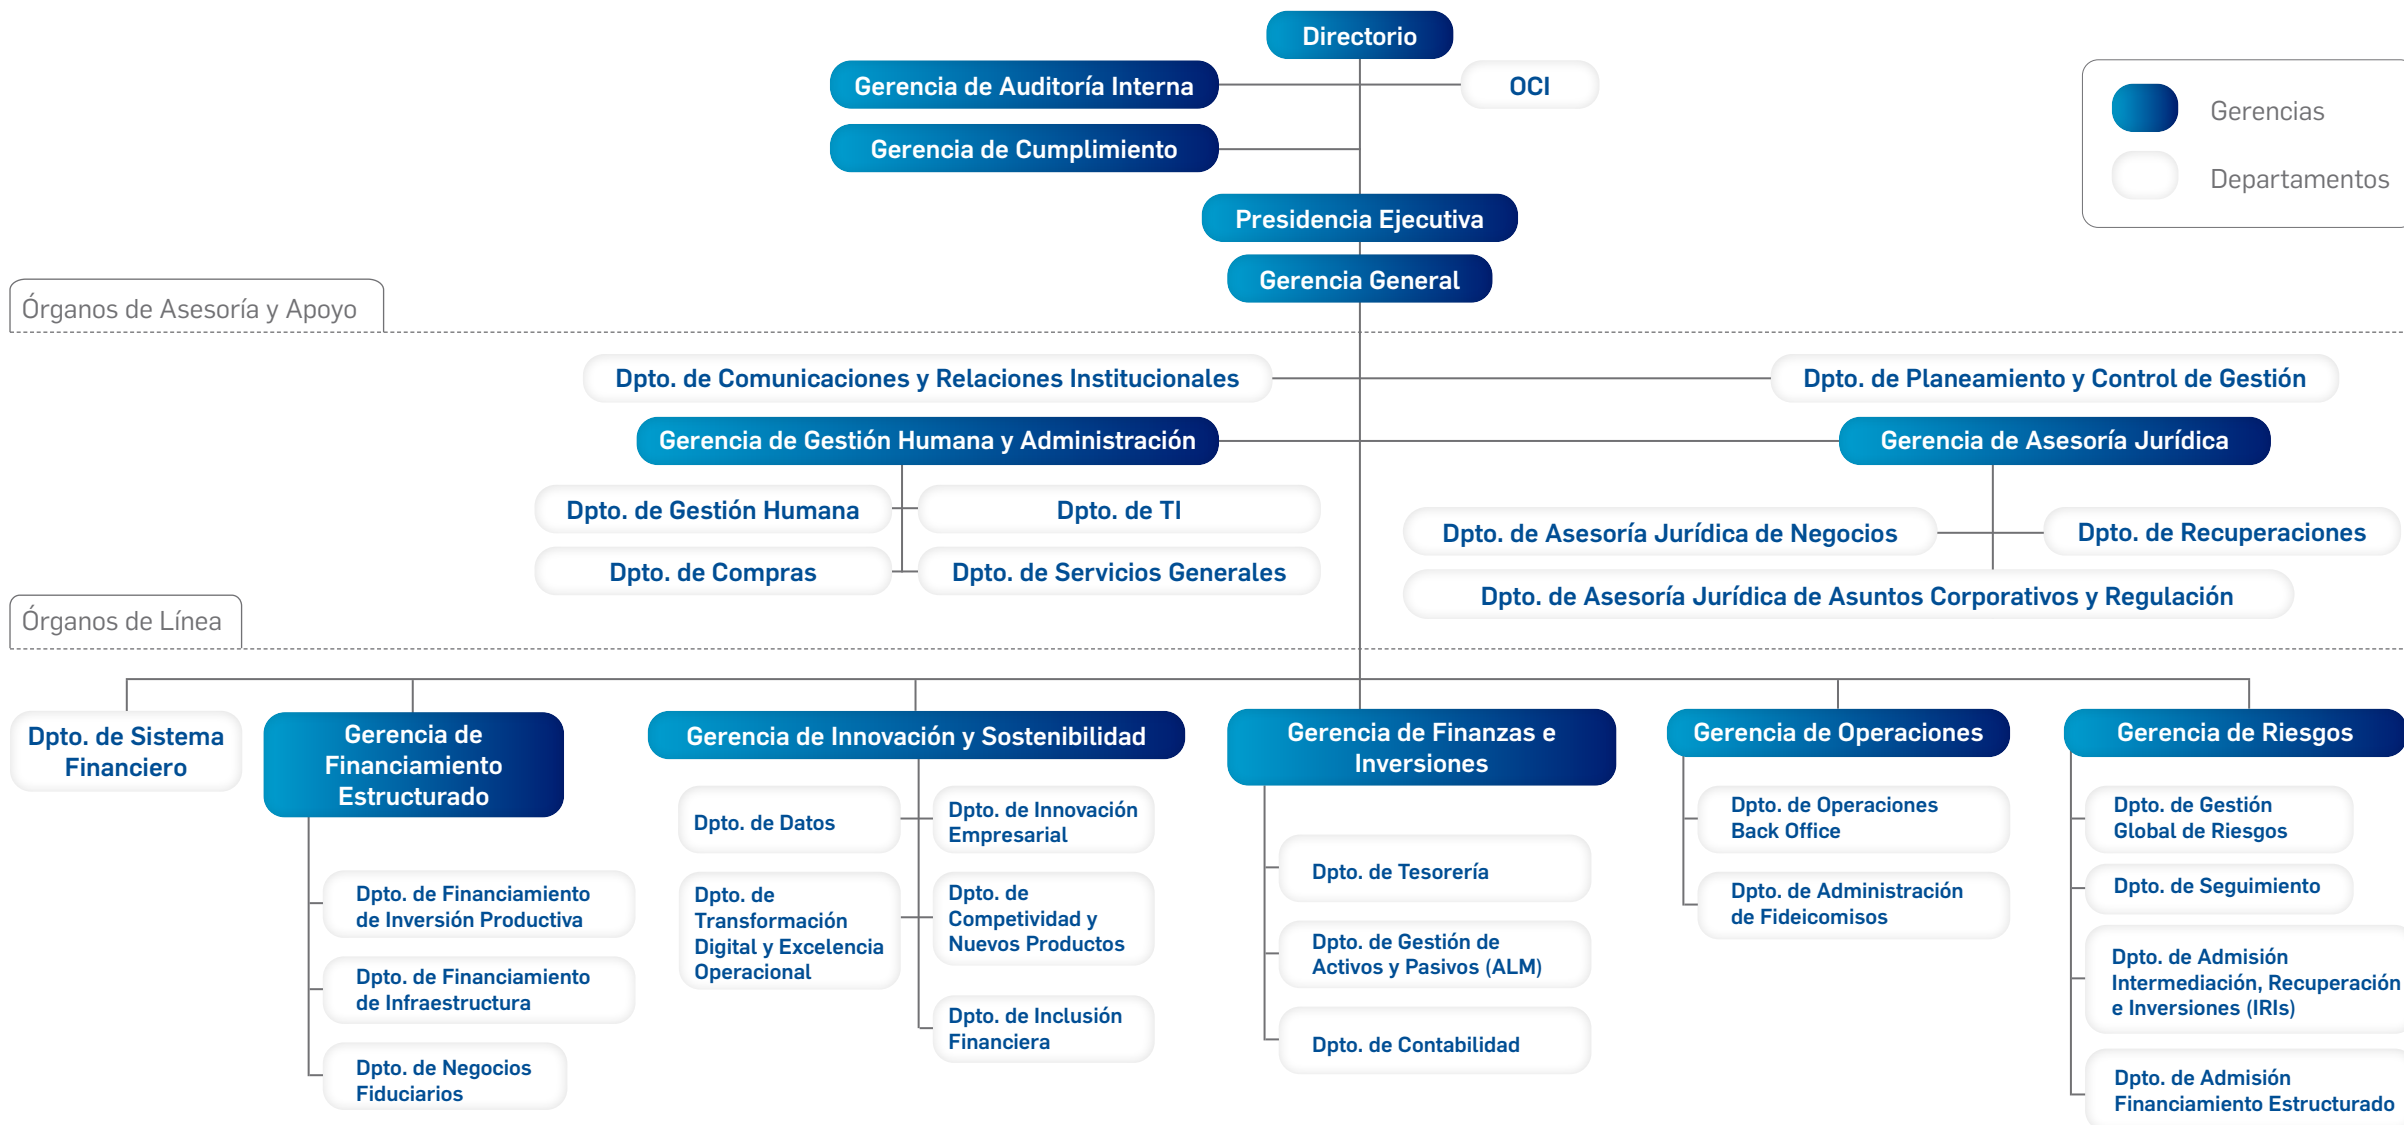 Directorio
Gerencia de Auditoría Interna
OCI
Gerencia de Cumplimiento
Gerencias
Departamentos
Presidencia Ejecutiva
Gerencia General
Órganos de Asesoría y Apoyo
Dpto. de Comunicaciones y Relaciones Institucionales
Dpto. de Planeamiento y Control de Gestión
Gerencia de Gestión Humana y Administración
Gerencia de Asesoría Jurídica
Dpto. de Gestión Humana
Dpto. de TI
Dpto. de Compras
Dpto. de Servicios Generales
Dpto. de Asesoría Jurídica de Negocios
Dpto. de Recuperaciones
Dpto. de Asesoría Jurídica de Asuntos Corporativos y Regulación
Órganos de Línea
Dpto. de Sistema
Financiero
Gerencia de
Financiamiento
Estructurado
Dpto. de Financiamiento
de Inversión Productiva
Dpto. de Financiamiento
de Infraestructura
Dpto. de Negocios
Fiduciarios
Gerencia de Innovación y Sostenibilidad
Dpto. de Datos
Dpto. de Innovación
Empresarial
Dpto. de
Transformación
Digital y Excelencia
Operacional
Dpto. de
Competividad y
Nuevos Productos
Dpto. de Inclusión
Financiera
Gerencia de Finanzas e
Inversiones
Dpto. de Tesorería
Dpto. de Gestión de
Activos y Pasivos (ALM)
Dpto. de Contabilidad
Gerencia de Operaciones
Dpto. de Operaciones
Back Office
Dpto. de Administración
de Fideicomisos
Gerencia de Riesgos
Dpto. de Gestión
Global de Riesgos
Dpto. de Seguimiento
Dpto. de Admisión
Intermediación, Recuperación
e Inversiones (IRIs)
Dpto. de Admisión
Financiamiento Estructurado